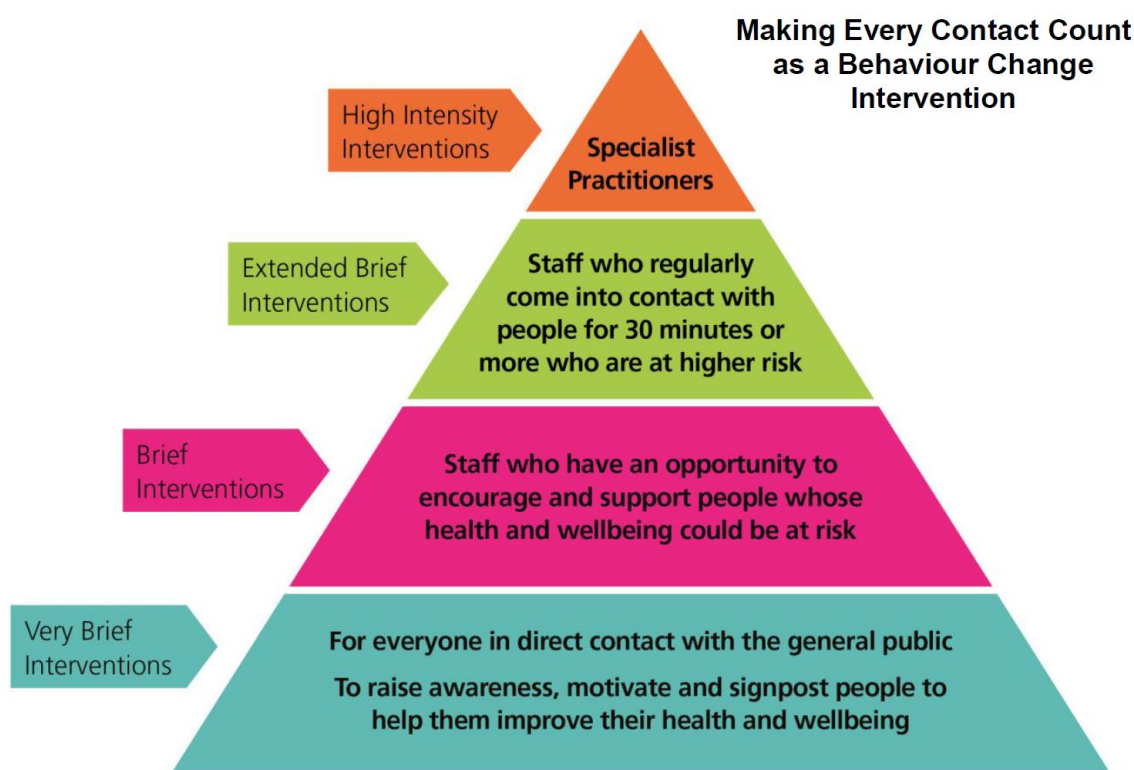 Making Every Contact Count
as a Behaviour Change
Intervention
High Intensity
Interventions
Specialist
Practitioners
Extended Brief
Interventions
Staff who regularly
come into contact with
people for 30 minutes or
more who are at higher risk
Brief
Interventions
Staff who have an opportunity to
encourage and support people whose
health and wellbeing could be at risk
Very Brief
Interventions
For everyone in direct contact with the general public
To raise awareness, motivate and signpost people to
help them improve their health and wellbeing